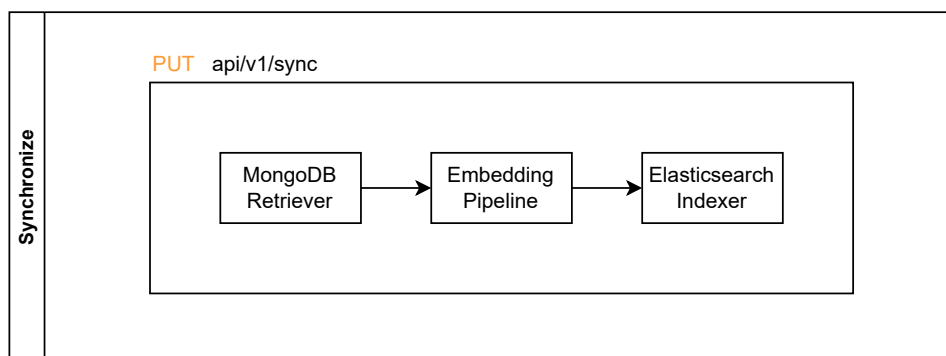 PUT api/v1/sync
Synchronize
MongoDB
Retriever
Embedding
Pipeline
Elasticsearch
Indexer